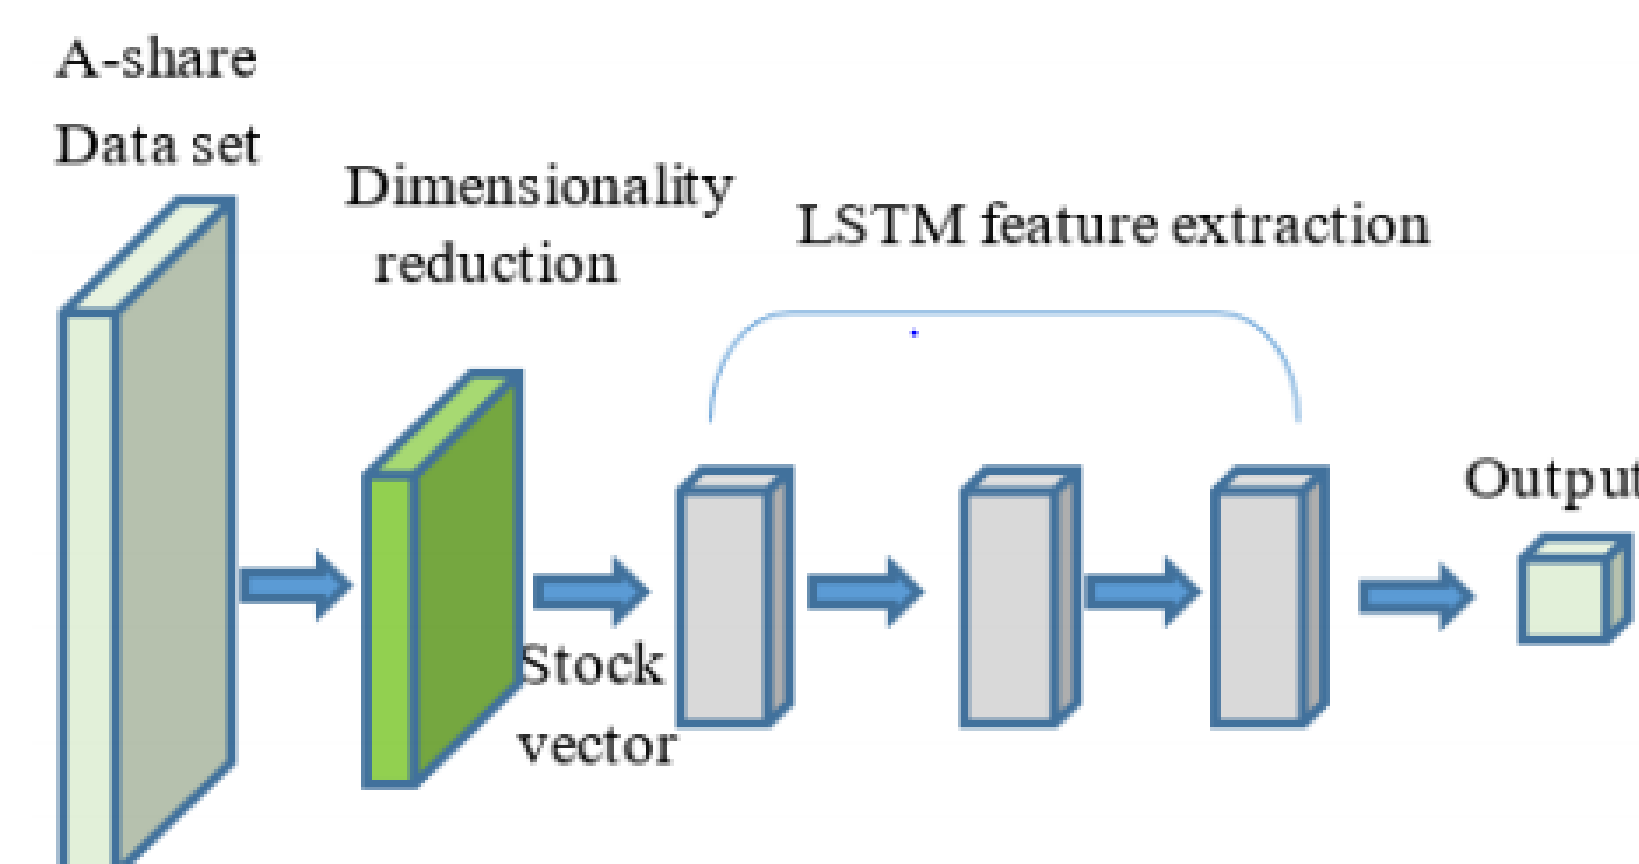 A-share
Data set
Dimensionality
reduction
LSTM feature extraction
Stock
vector
Output